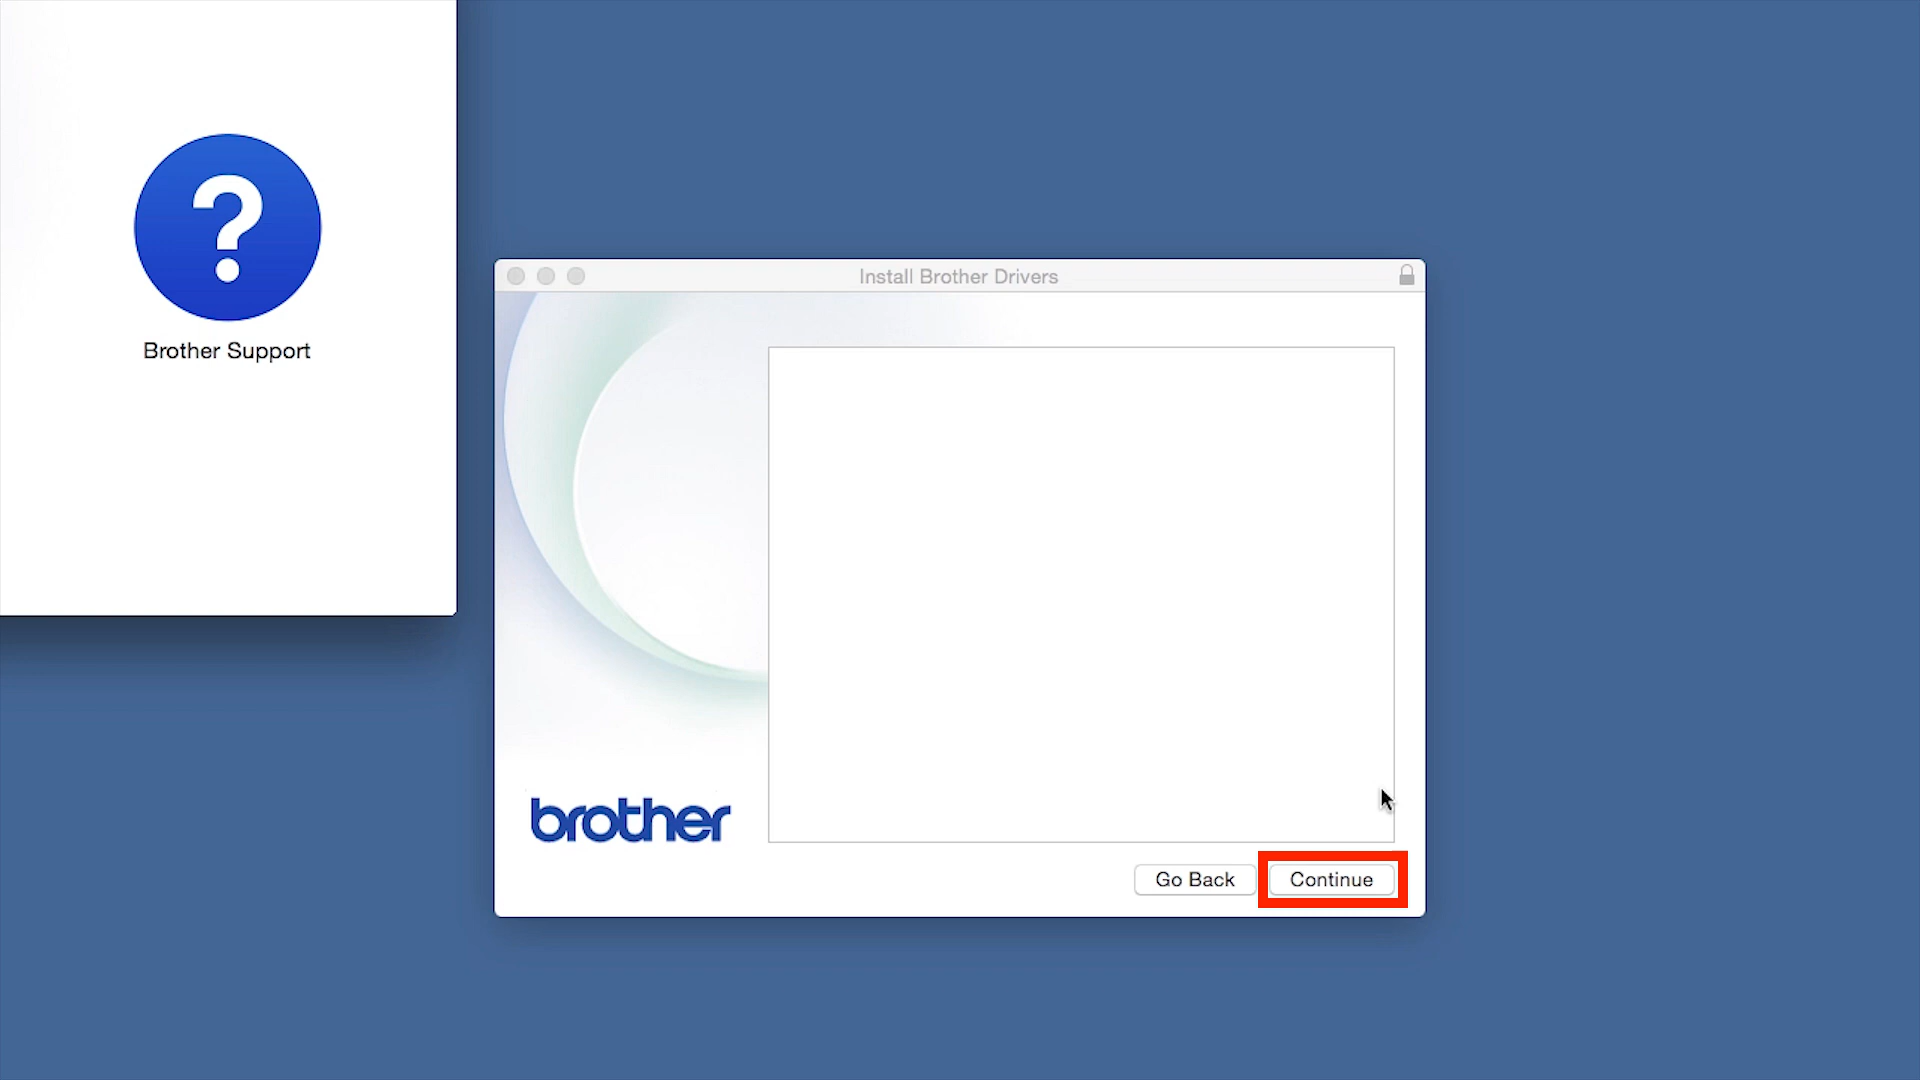 ?
Brother Support
Install Brother Drivers
brother
Go Back
Continue